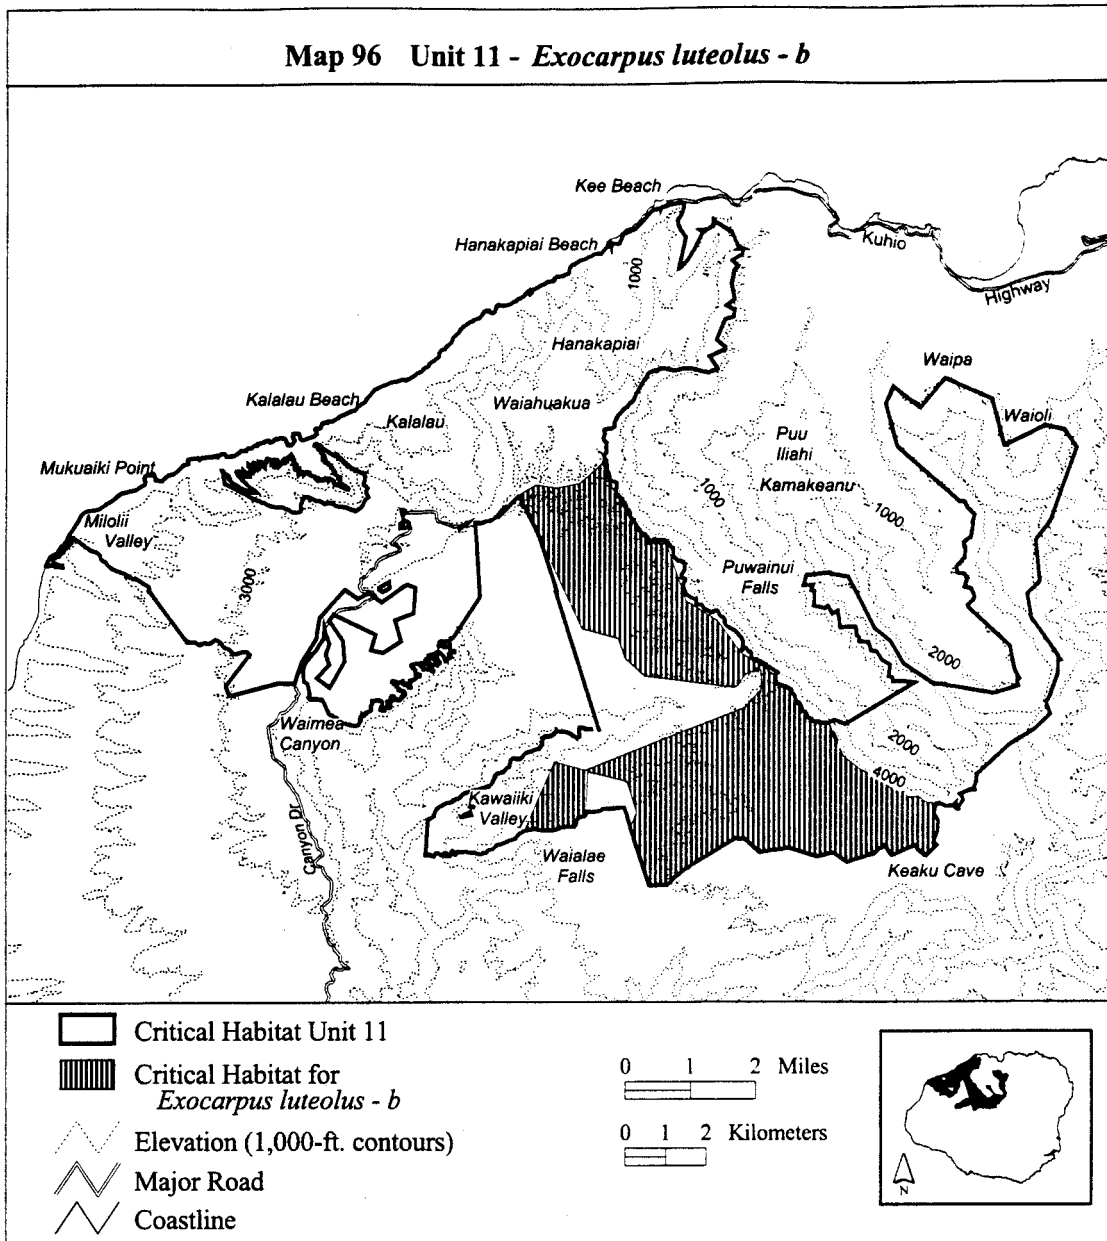 Map 96 Unit 11 - Exocarpus luteolus - b
Kee Beach
Hanakapiai Beach
Kuhio
Highway
1000
Hanakapiai
Waipa
Kalalau Beach
Waiahuakua
Waioli
Kalalau
Puu
Iliahi
Mukuaiki Point
Kamakeanu
1000
1000
Milolii
Valley
Puwainui
Falls
3000
2000
Waimea
Canyon
2000
4000
Kawaiiki
Valley
Canyon Dr.
Waialae
Falls
Keaku Cave
Critical Habitat Unit 11
Critical Habitat for
Exocarpus luteolus - b
Elevation (1,000-ft. contours)
Major Road
Coastline
0 1 2 Miles
0 1 2 Kilometers
N